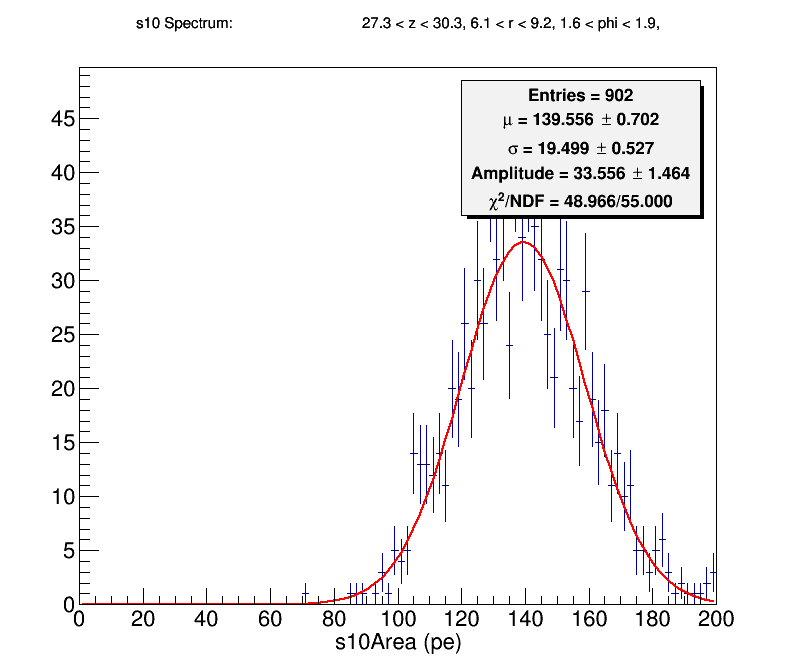 s10 Spectrum: 27.3 < z < 30.3, 6.1 < r < 9.2, 1.6 < phi < 1.9,
Entries = 902
μ = 139.556 ± 0.702
σ = 19.499 ± 0.527
Amplitude = 33.556 ± 1.464
χ²/NDF = 48.966/55.000
45
40
35
30
25
20
15
10
5
0
0 20 40 60 80 100 120 140 160 180 200
s10Area (pe)